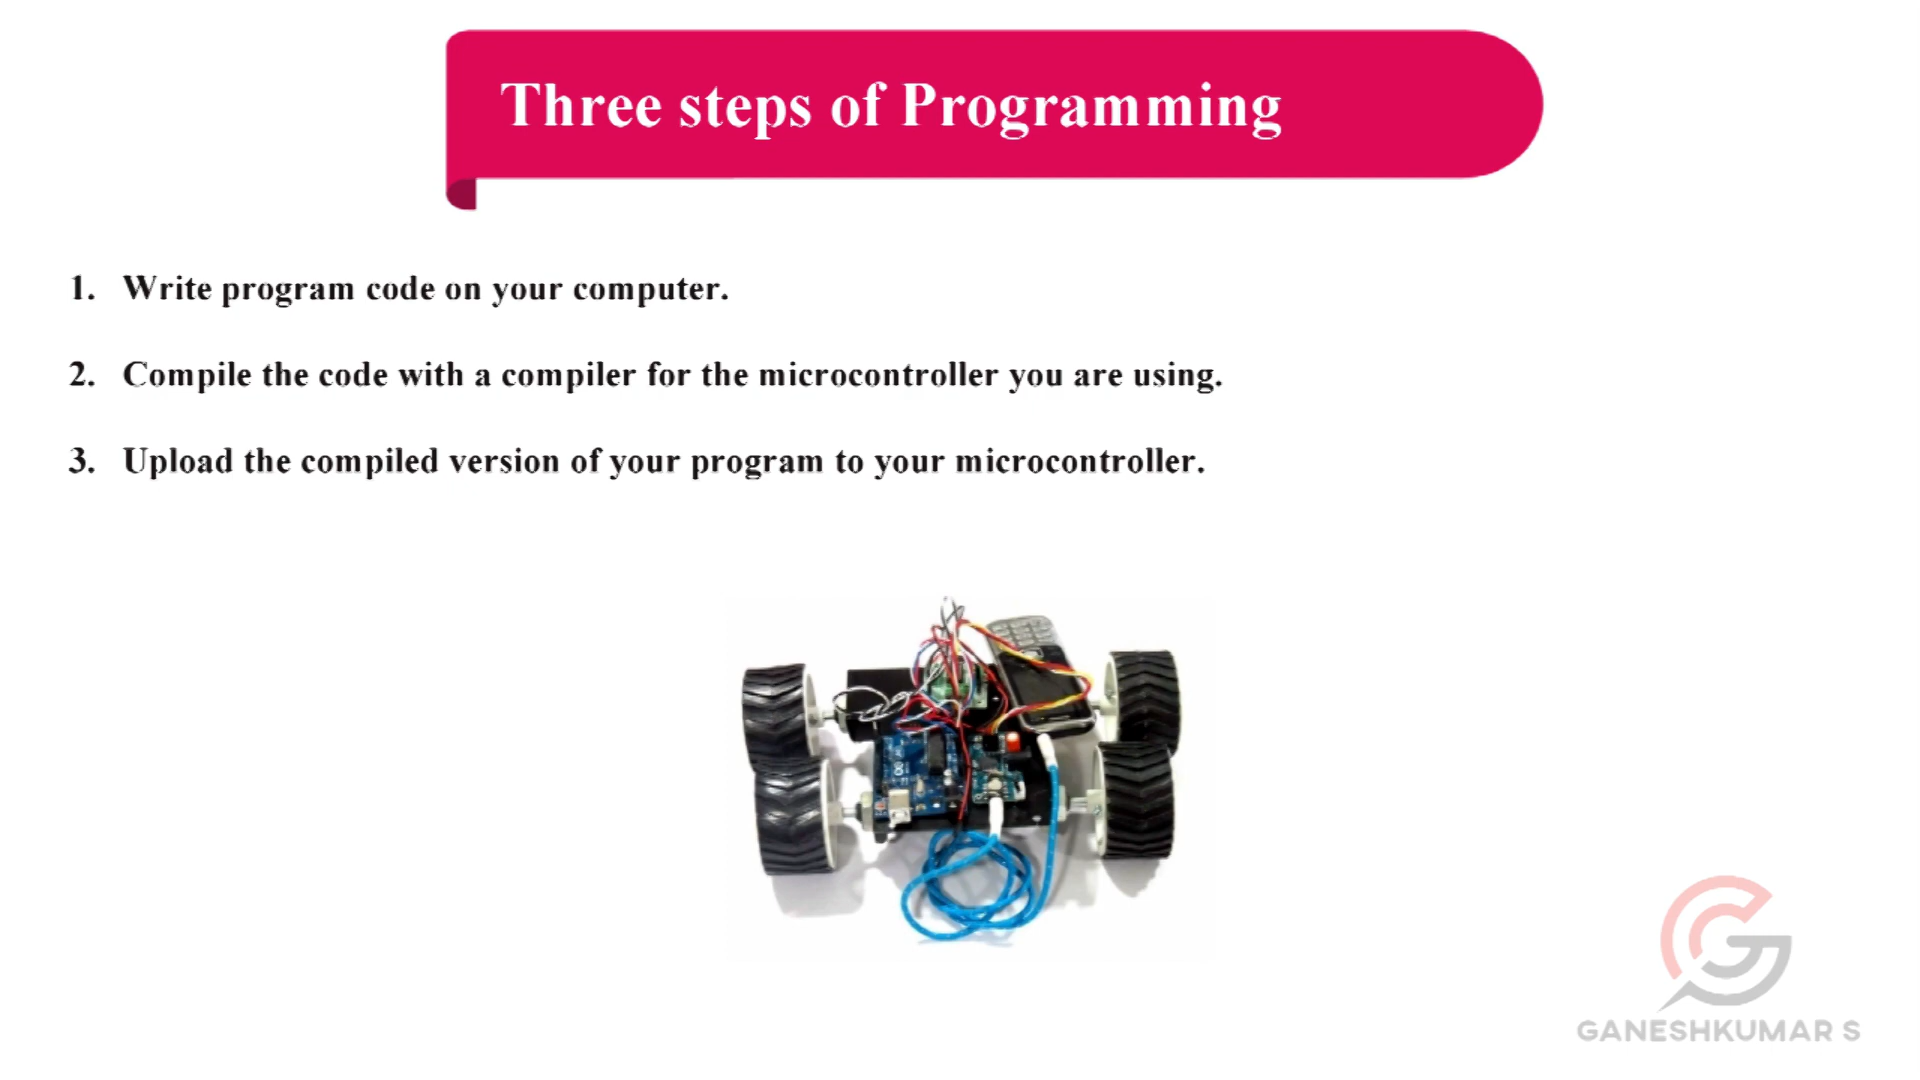 Three steps of Programming
1. Write program code on your computer.
2. Compile the code with a compiler for the microcontroller you are using.
3. Upload the compiled version of your program to your microcontroller.
GANESHKUMAR S